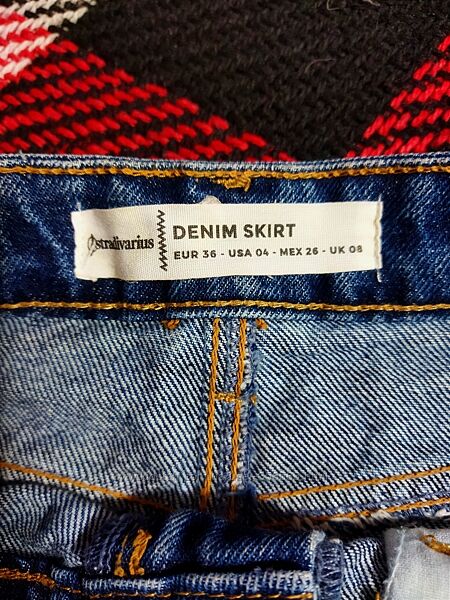 stradivarius
DENIM SKIRT
EUR 36 - USA 04 - MEX 26 - UK 08